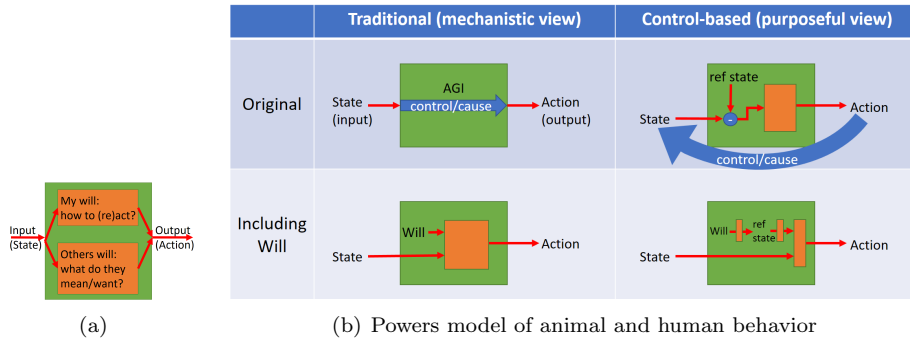 Traditional (mechanistic view)
Control-based (purposeful view)
Original
State
(input)
AGI
control/cause
Action
(output)
ref state
-
State
Action
control/cause
Including
Will
Will
State
Action
Will
ref
state
State
Action
My will:
how to (re)act?
Input
(State)
Output
(Action)
Others will:
what do they
mean/want?
(a)
(b) Powers model of animal and human behavior